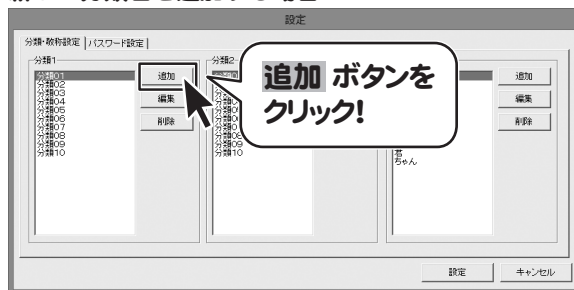 設定
分類・敬称設定 パスワード設定
分類1
分類01
分類02
分類03
分類04
分類05
分類06
分類07
分類08
分類09
分類10
追加
編集
削除
分類2
分類09
分類10
追加 ボタンを
クリック!
君
ちゃん
追加
編集
削除
設定 キャンセル